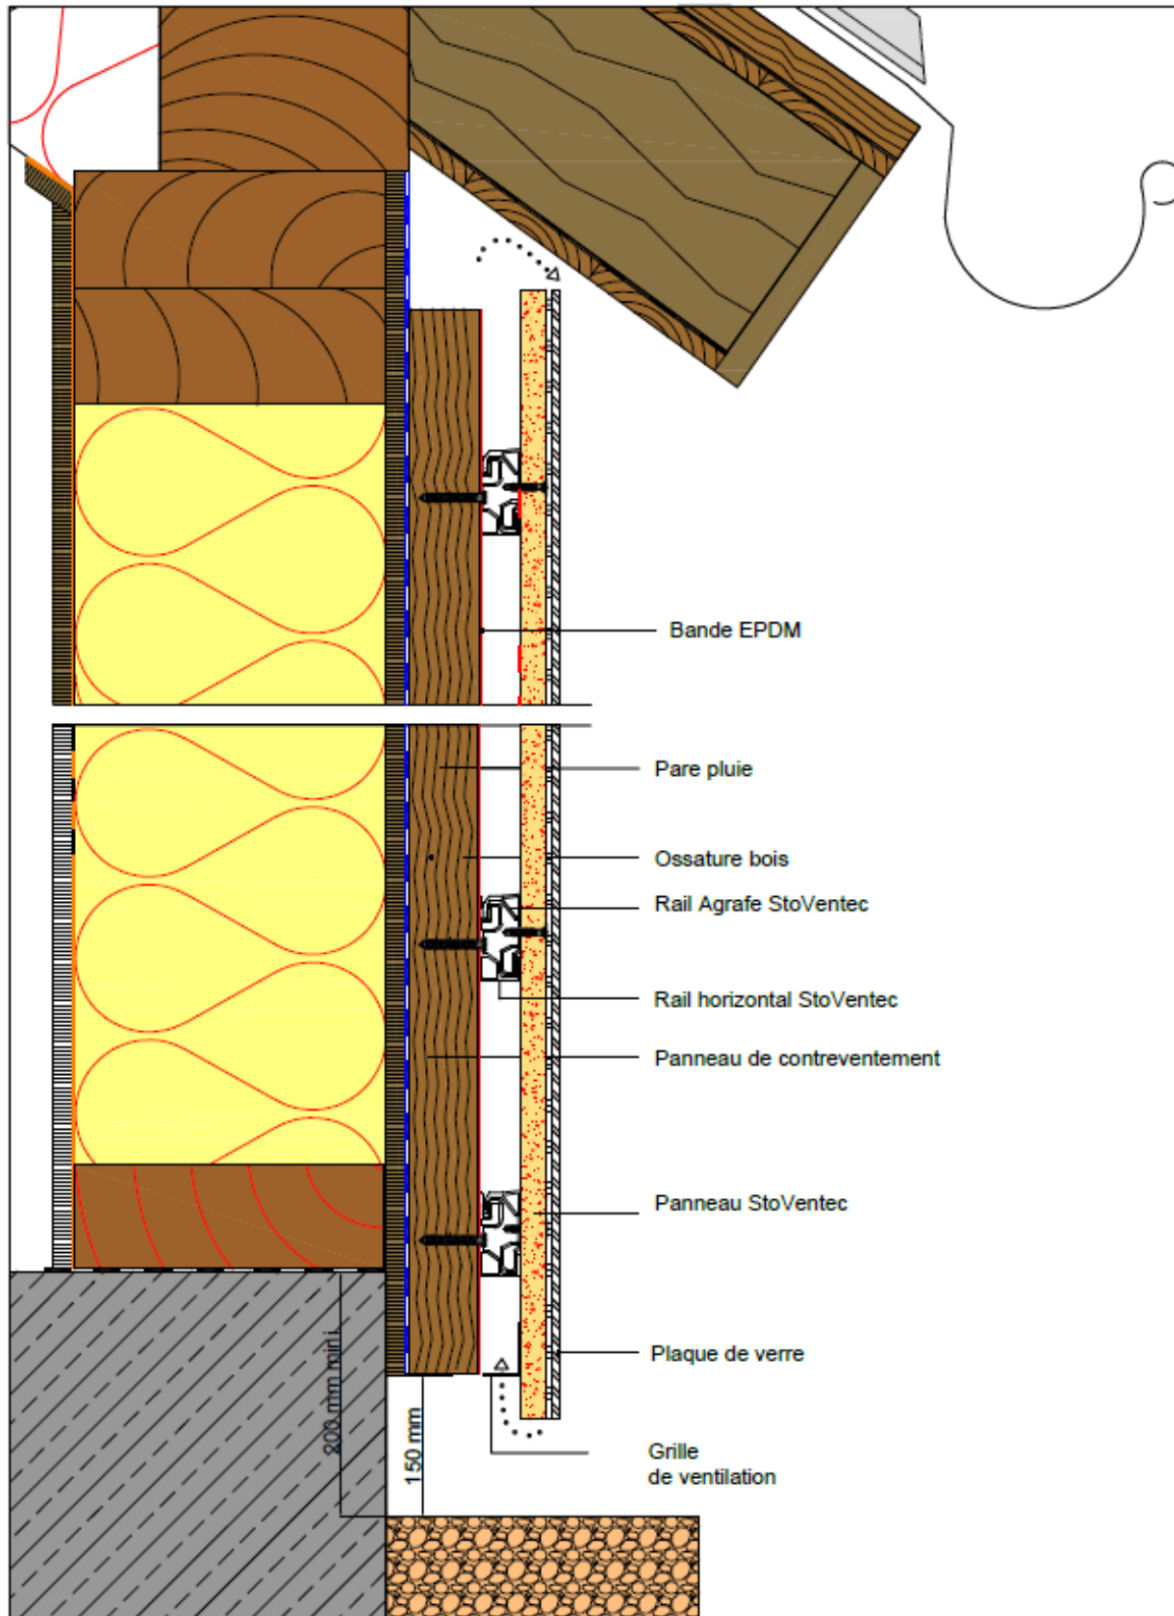 Bande EPDM
Pare pluie
Ossature bois
Rail Agrafe StoVentec
Rail horizontal StoVentec
Panneau de contreventement
Panneau StoVentec
Plaque de verre
200 mm mini
150 mm
Grille
de ventilation